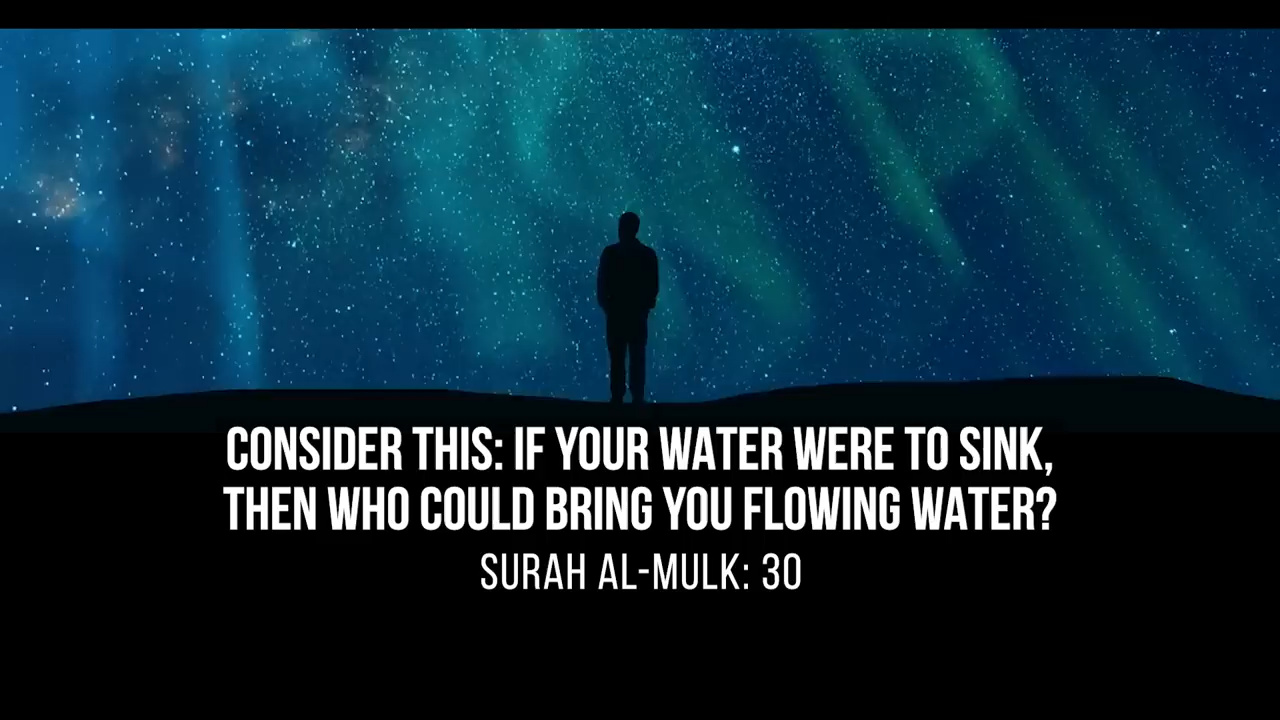 CONSIDER THIS: IF YOUR WATER WERE TO SINK,
THEN WHO COULD BRING YOU FLOWING WATER?
SURAH AL-MULK: 30